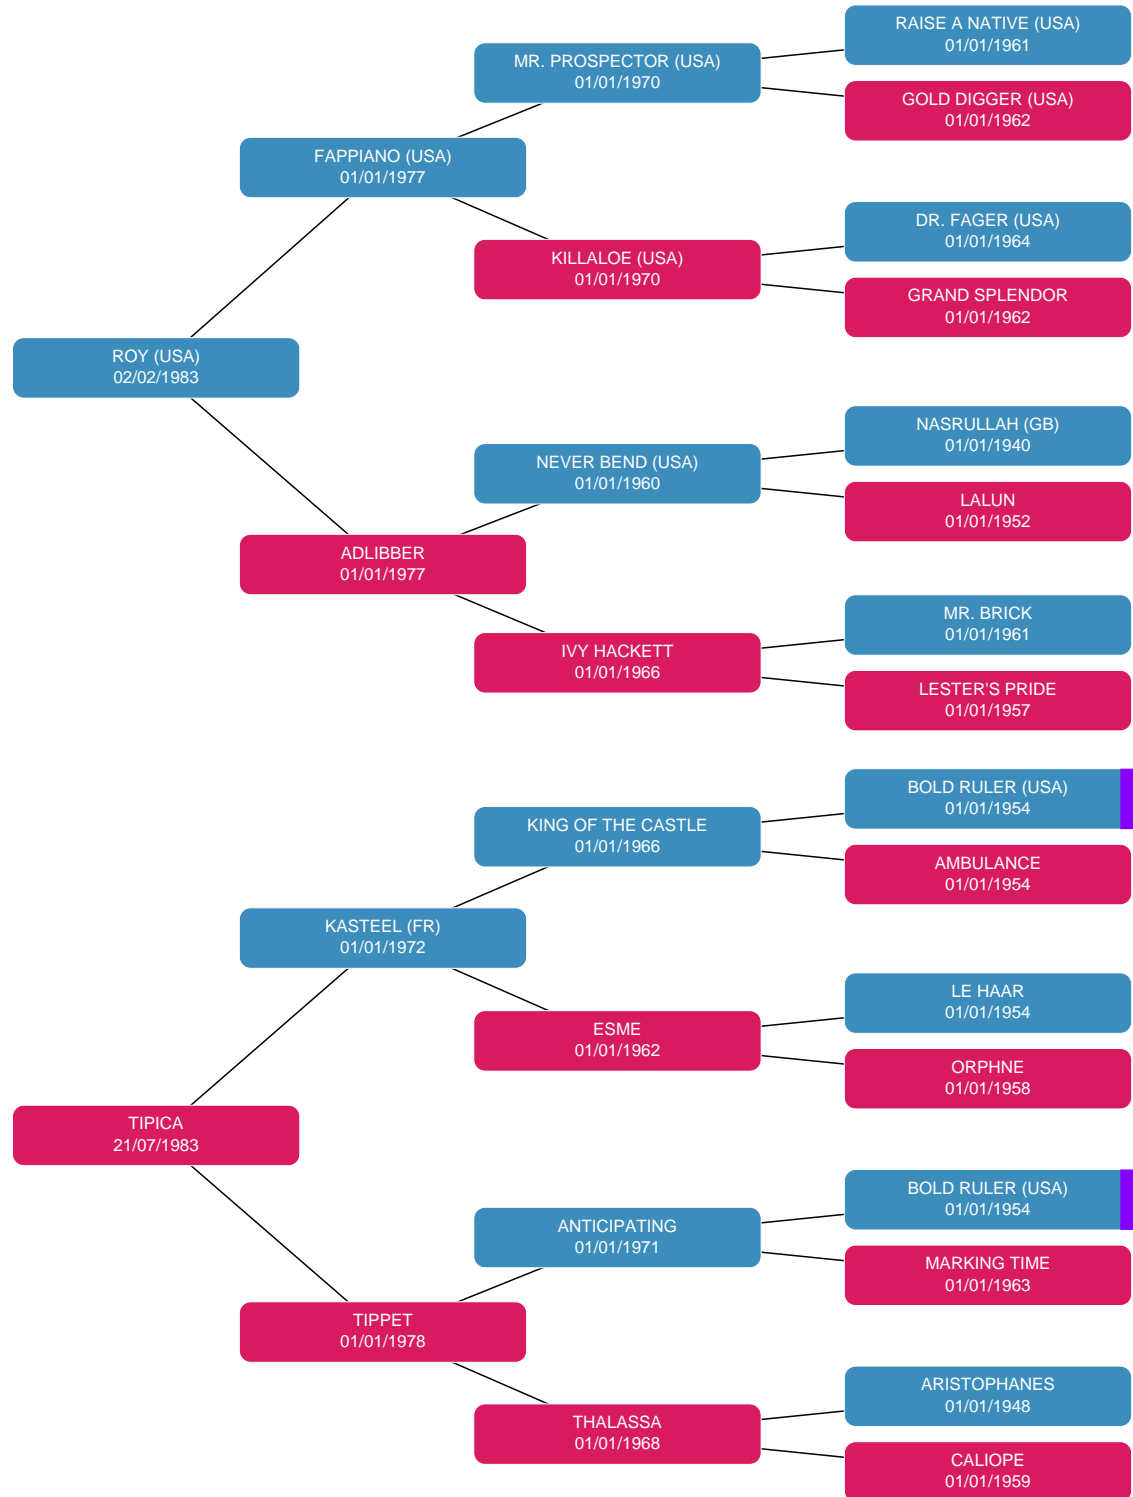 RAISE A NATIVE (USA)
01/01/1961
MR. PROSPECTOR (USA)
01/01/1970
GOLD DIGGER (USA)
01/01/1962
FAPPIANO (USA)
01/01/1977
DR. FAGER (USA)
01/01/1964
KILLALOE (USA)
01/01/1970
GRAND SPLENDOR
01/01/1962
ROY (USA)
02/02/1983
NASRULLAH (GB)
01/01/1940
NEVER BEND (USA)
01/01/1960
LALUN
01/01/1952
ADLIBBER
01/01/1977
MR. BRICK
01/01/1961
IVY HACKETT
01/01/1966
LESTER'S PRIDE
01/01/1957
BOLD RULER (USA)
01/01/1954
KING OF THE CASTLE
01/01/1966
AMBULANCE
01/01/1954
KASTEEL (FR)
01/01/1972
LE HAAR
01/01/1954
ESME
01/01/1962
ORPHNE
01/01/1958
TIPICA
21/07/1983
BOLD RULER (USA)
01/01/1954
ANTICIPATING
01/01/1971
MARKING TIME
01/01/1963
TIPPET
01/01/1978
ARISTOPHANES
01/01/1948
THALASSA
01/01/1968
CALIOPE
01/01/1959